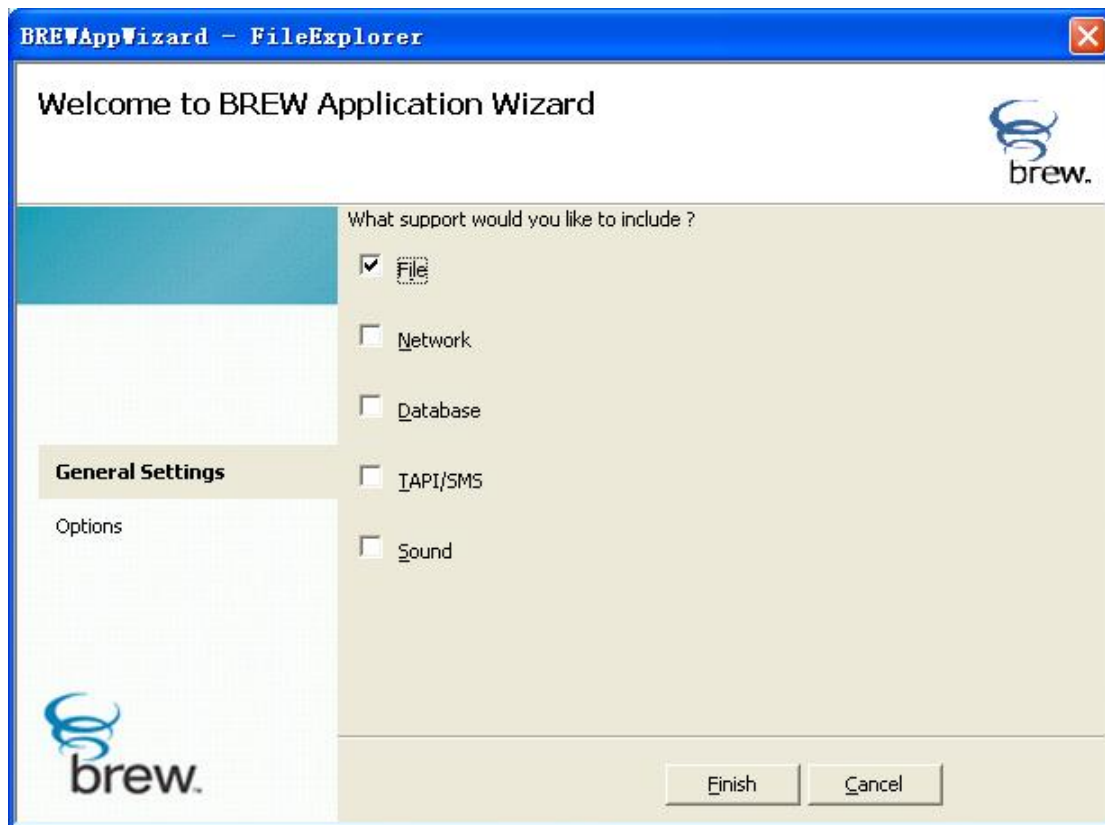 BREWAppWizard - FileExplorer
Welcome to BREW Application Wizard
brew.
What support would you like to include ?
File
Network
Database
General Settings
TAPI/SMS
Options
Sound
brew.
Finish
Cancel